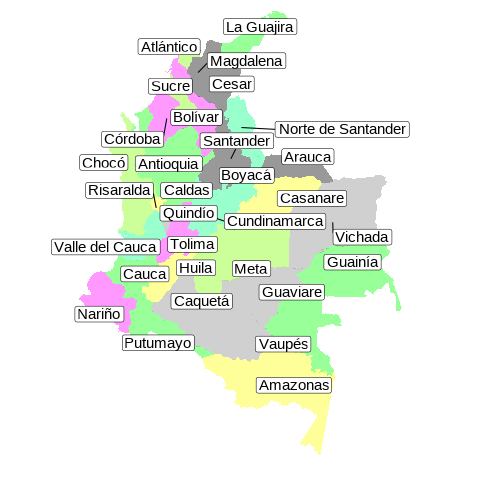 La Guajira
Atlántico
Magdalena
Sucre
Cesar
Bolivar
Norte de Santander
Córdoba
Santander
Chocó
Antioquia
Arauca
Boyacá
Risaralda
Caldas
Casanare
Quindío
Cundinamarca
Vichada
Valle del Cauca
Tolima
Guainía
Cauca
Huila
Meta
Guaviare
Caquetá
Nariño
Putumayo
Vaupés
Amazonas